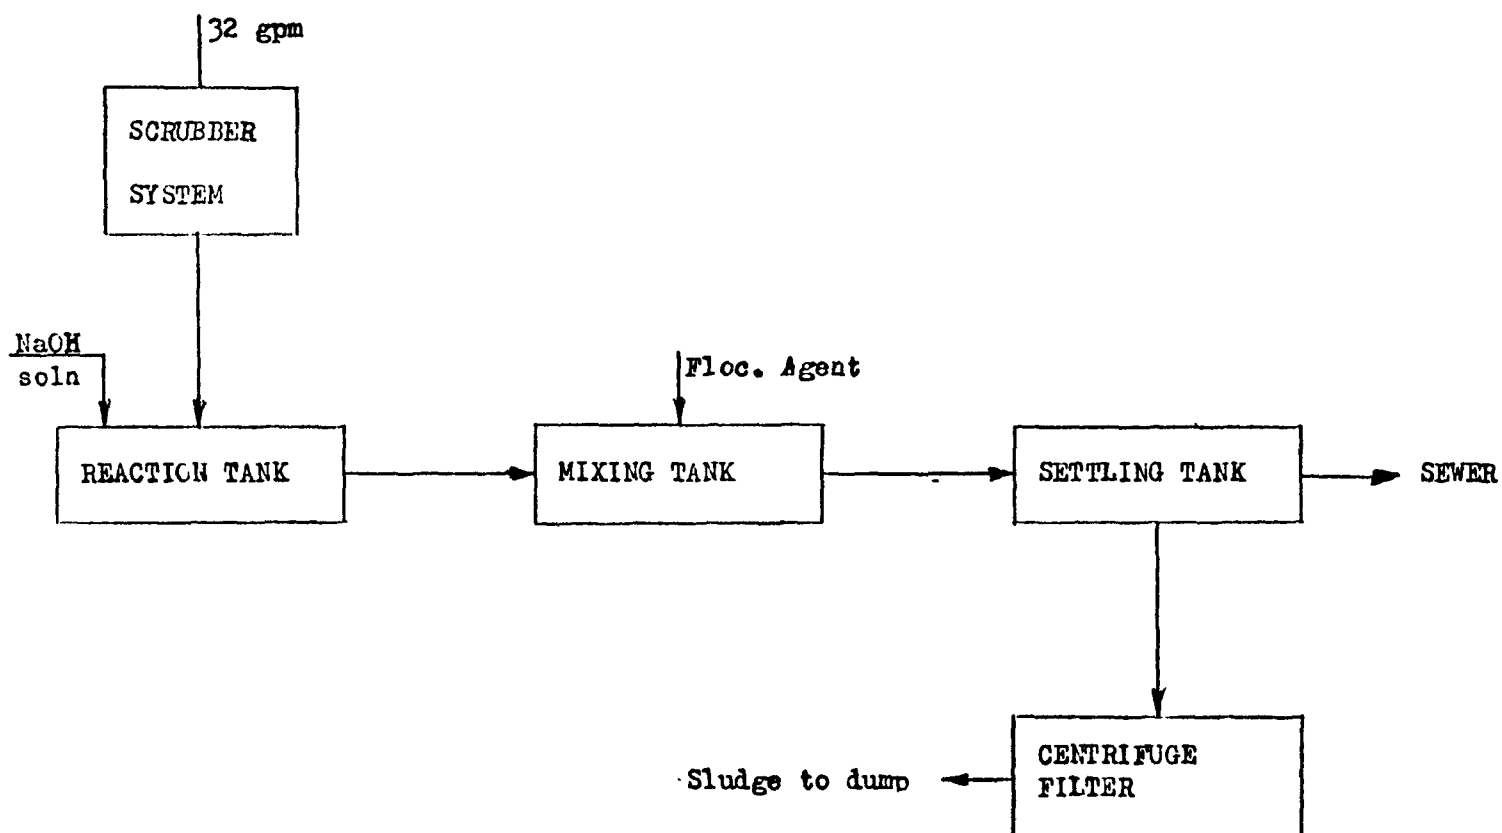 32 gpm
SCRUBBER
SYSTEM
NaOH
soln
Floc. Agent
REACTION TANK
MIXING TANK
SETTLING TANK
SEWER
CENTRIFUGE
FILTER
Sludge to dump